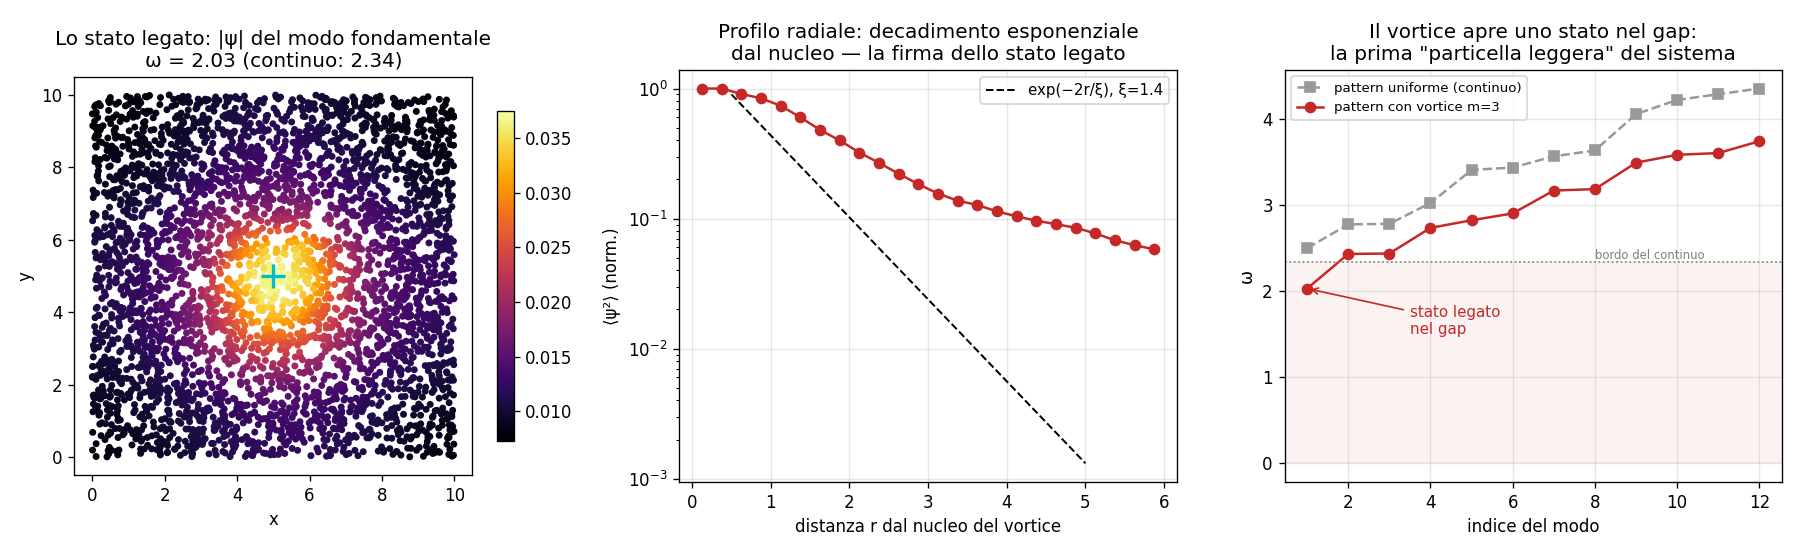 Lo stato legato: |ψ| del modo fondamentale
ω = 2.03 (continuo: 2.34)
10
8
6
4
2
0
y
0 2 4 6 8 10
x
0.035
0.030
0.025
0.020
0.015
0.010
Profilo radiale: decadimento esponenziale
dal nucleo — la firma dello stato legato
exp(−2r/ξ), ξ=1.4
10⁰
10⁻¹
10⁻²
10⁻³
⟨ψ²⟩ (norm.)
0 1 2 3 4 5 6
distanza r dal nucleo del vortice
Il vortice apre uno stato nel gap:
la prima "particella leggera" del sistema
pattern uniforme (continuo)
pattern con vortice m=3
bordo del continuo
stato legato
nel gap
4
3
2
1
0
ω
2 4 6 8 10 12
indice del modo